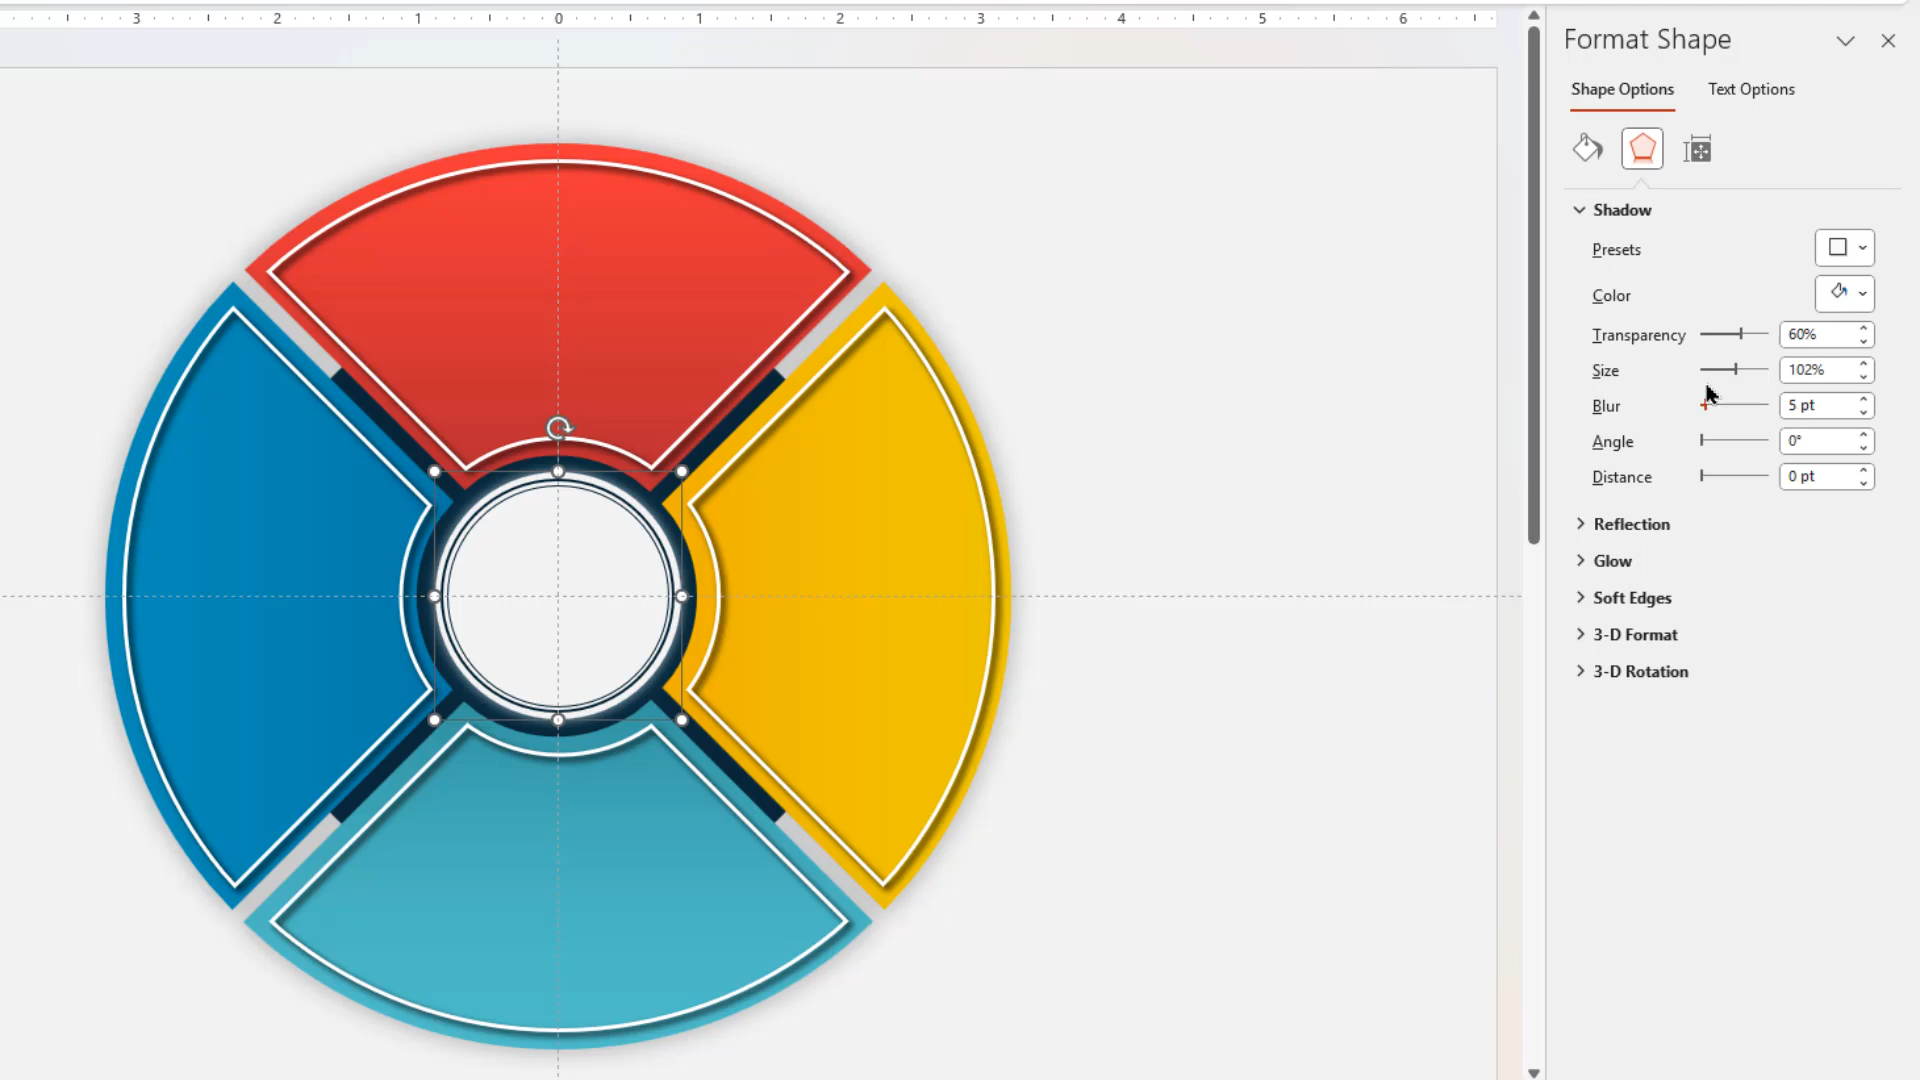 3 2 1 0 1 2 3 4 5 6
Format Shape
Shape Options Text Options
Shadow
Presets
Color
Transparency 60%
Size 102%
Blur 5 pt
Angle 0°
Distance 0 pt
Reflection
Glow
Soft Edges
3-D Format
3-D Rotation